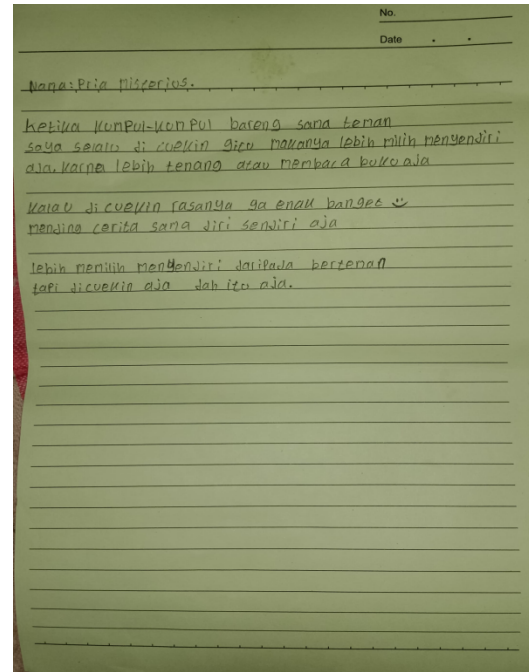 No.
Date . .
Nama: Pria Misterius.
ketika kumpul-kumpul bareng sama teman
saya selalu di cuekin gitu makanya lebih milih menyendiri
aja. karna lebih tenang atau membaca buku aja
kalau di cuekin rasanya ga enak banget
mending cerita sama diri sendiri aja
lebih memilih menyendiri daripada berteman
tapi dicuekin aja dah itu aja.